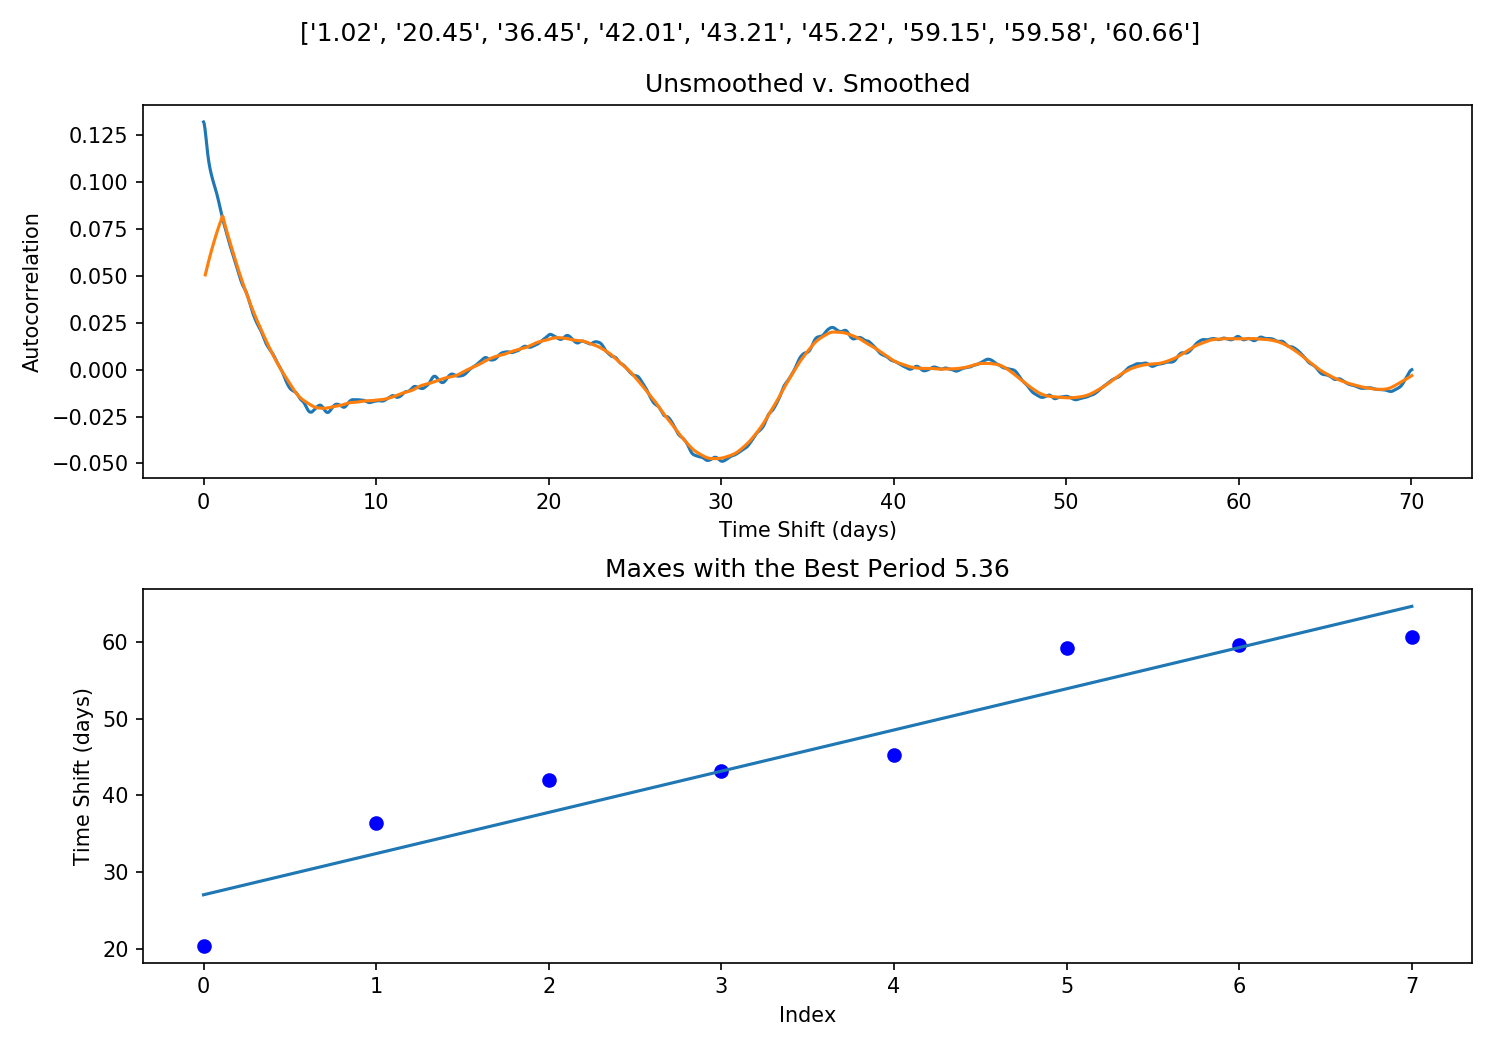 ['1.02', '20.45', '36.45', '42.01', '43.21', '45.22', '59.15', '59.58', '60.66']
Unsmoothed v. Smoothed
0.125
0.100
0.075
0.050
0.025
0.000
−0.025
−0.050
Autocorrelation
0 10 20 30 40 50 60 70
Time Shift (days)
Maxes with the Best Period 5.36
60
50
40
30
20
Time Shift (days)
0 1 2 3 4 5 6 7
Index